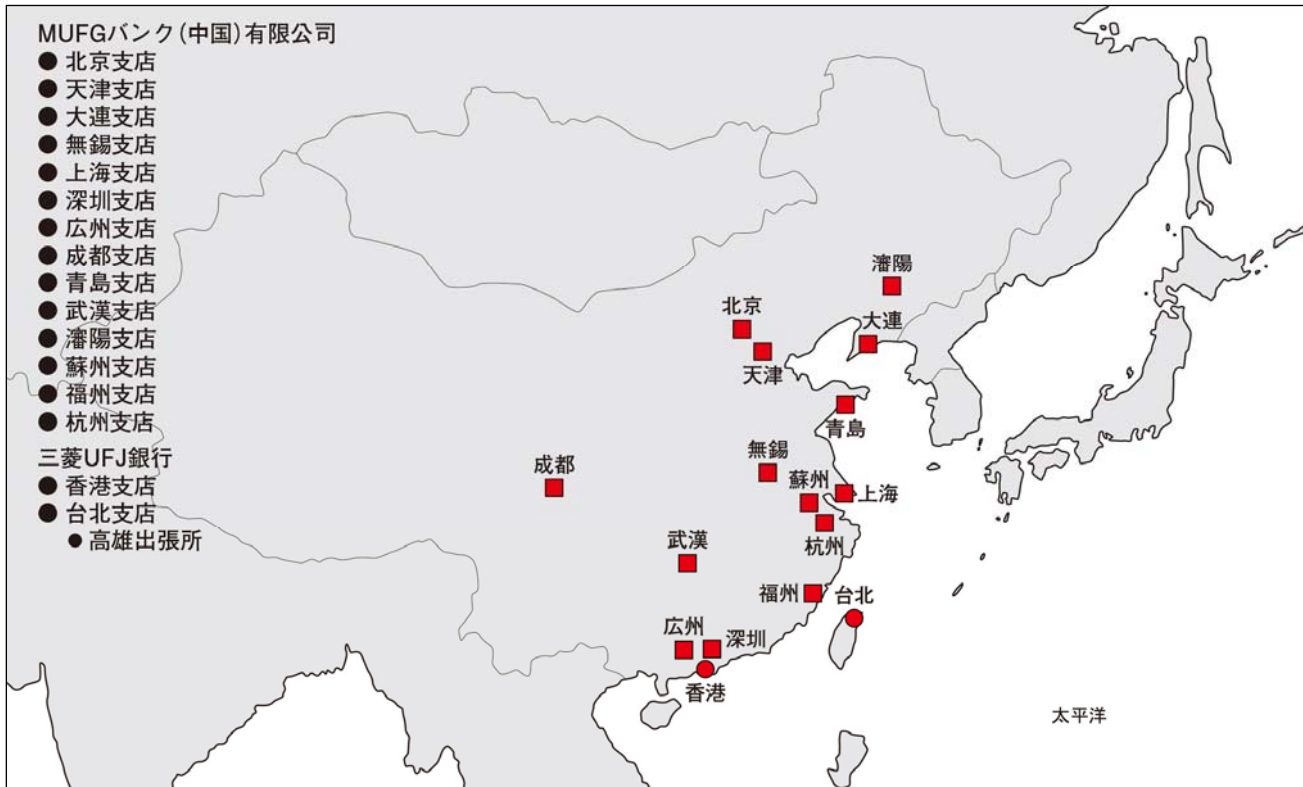 MUFGバンク(中国)有限公司
● 北京支店
● 天津支店
● 大連支店
● 無錫支店
● 上海支店
● 深圳支店
● 広州支店
● 成都支店
● 青島支店
● 武漢支店
● 瀋陽支店
● 蘇州支店
● 福州支店
● 杭州支店
三菱UFJ銀行
● 香港支店
● 台北支店
● 高雄出張所
瀋陽
北京
大連
天津
青島
無錫
成都
蘇州
上海
杭州
武漢
福州
台北
広州
深圳
香港
太平洋